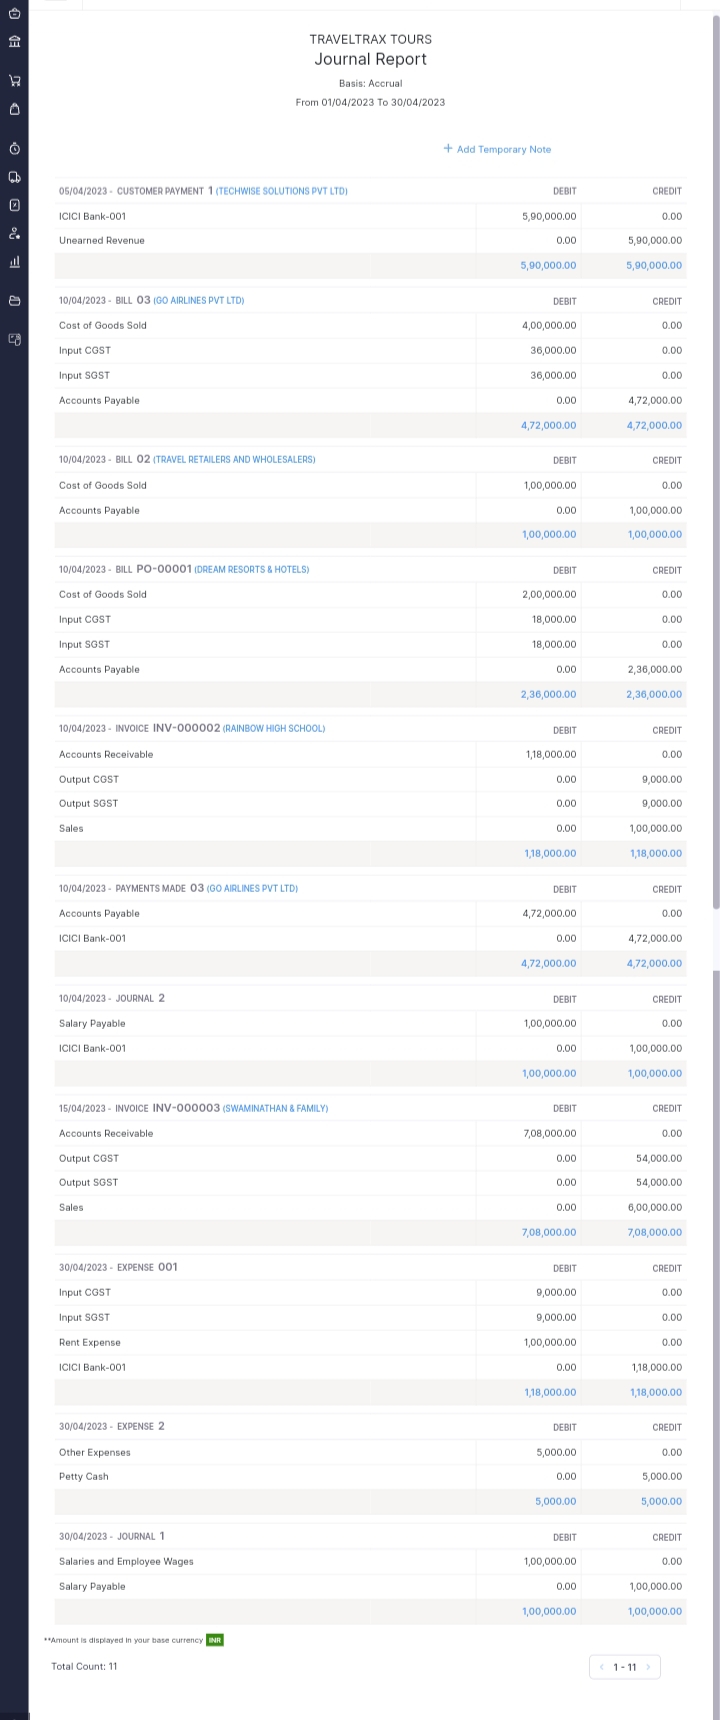 TRAVELTRAX TOURS
Journal Report
Basis: Accrual
From 01/04/2023 To 30/04/2023
+ Add Temporary Note
05/04/2023 - CUSTOMER PAYMENT 1 (TECHWISE SOLUTIONS PVT LTD) DEBIT CREDIT
ICICI Bank-001 5,90,000.00 0.00
Unearned Revenue 0.00 5,90,000.00
5,90,000.00 5,90,000.00
10/04/2023 - BILL 03 (GO AIRLINES PVT LTD) DEBIT CREDIT
Cost of Goods Sold 4,00,000.00 0.00
Input CGST 36,000.00 0.00
Input SGST 36,000.00 0.00
Accounts Payable 0.00 4,72,000.00
4,72,000.00 4,72,000.00
10/04/2023 - BILL 02 (TRAVEL RETAILERS AND WHOLESALERS) DEBIT CREDIT
Cost of Goods Sold 1,00,000.00 0.00
Accounts Payable 0.00 1,00,000.00
1,00,000.00 1,00,000.00
10/04/2023 - BILL PO-00001 (DREAM RESORTS & HOTELS) DEBIT CREDIT
Cost of Goods Sold 2,00,000.00 0.00
Input CGST 18,000.00 0.00
Input SGST 18,000.00 0.00
Accounts Payable 0.00 2,36,000.00
2,36,000.00 2,36,000.00
10/04/2023 - INVOICE INV-000002 (RAINBOW HIGH SCHOOL) DEBIT CREDIT
Accounts Receivable 1,18,000.00 0.00
Output CGST 0.00 9,000.00
Output SGST 0.00 9,000.00
Sales 0.00 1,00,000.00
1,18,000.00 1,18,000.00
10/04/2023 - PAYMENTS MADE 03 (GO AIRLINES PVT LTD) DEBIT CREDIT
Accounts Payable 4,72,000.00 0.00
ICICI Bank-001 0.00 4,72,000.00
4,72,000.00 4,72,000.00
10/04/2023 - JOURNAL 2 DEBIT CREDIT
Salary Payable 1,00,000.00 0.00
ICICI Bank-001 0.00 1,00,000.00
1,00,000.00 1,00,000.00
15/04/2023 - INVOICE INV-000003 (SWAMINATHAN & FAMILY) DEBIT CREDIT
Accounts Receivable 7,08,000.00 0.00
Output CGST 0.00 54,000.00
Output SGST 0.00 54,000.00
Sales 0.00 6,00,000.00
7,08,000.00 7,08,000.00
30/04/2023 - EXPENSE 001 DEBIT CREDIT
Input CGST 9,000.00 0.00
Input SGST 9,000.00 0.00
Rent Expense 1,00,000.00 0.00
ICICI Bank-001 0.00 1,18,000.00
1,18,000.00 1,18,000.00
30/04/2023 - EXPENSE 2 DEBIT CREDIT
Other Expenses 5,000.00 0.00
Petty Cash 0.00 5,000.00
5,000.00 5,000.00
30/04/2023 - JOURNAL 1 DEBIT CREDIT
Salaries and Employee Wages 1,00,000.00 0.00
Salary Payable 0.00 1,00,000.00
1,00,000.00 1,00,000.00
**Amount is displayed in your base currency INR
Total Count: 11 1 - 11